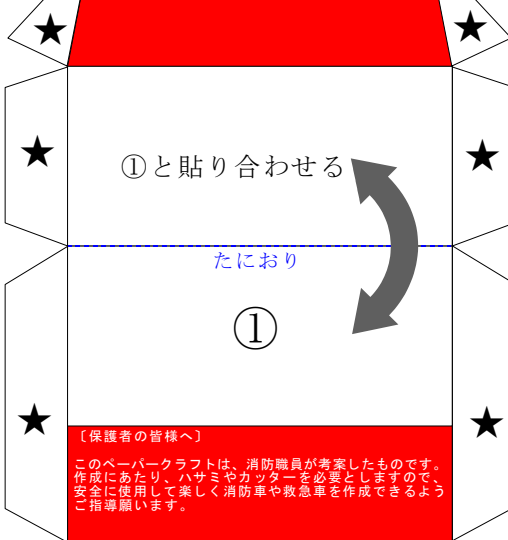 ①と貼り合わせる
たにおり
①
〔保護者の皆様へ〕
このペーパークラフトは、消防職員が考案したものです。
作成にあたり、ハサミやカッターを必要としますので、
安全に使用して楽しく消防車や救急車を作成できるよう
ご指導願います。